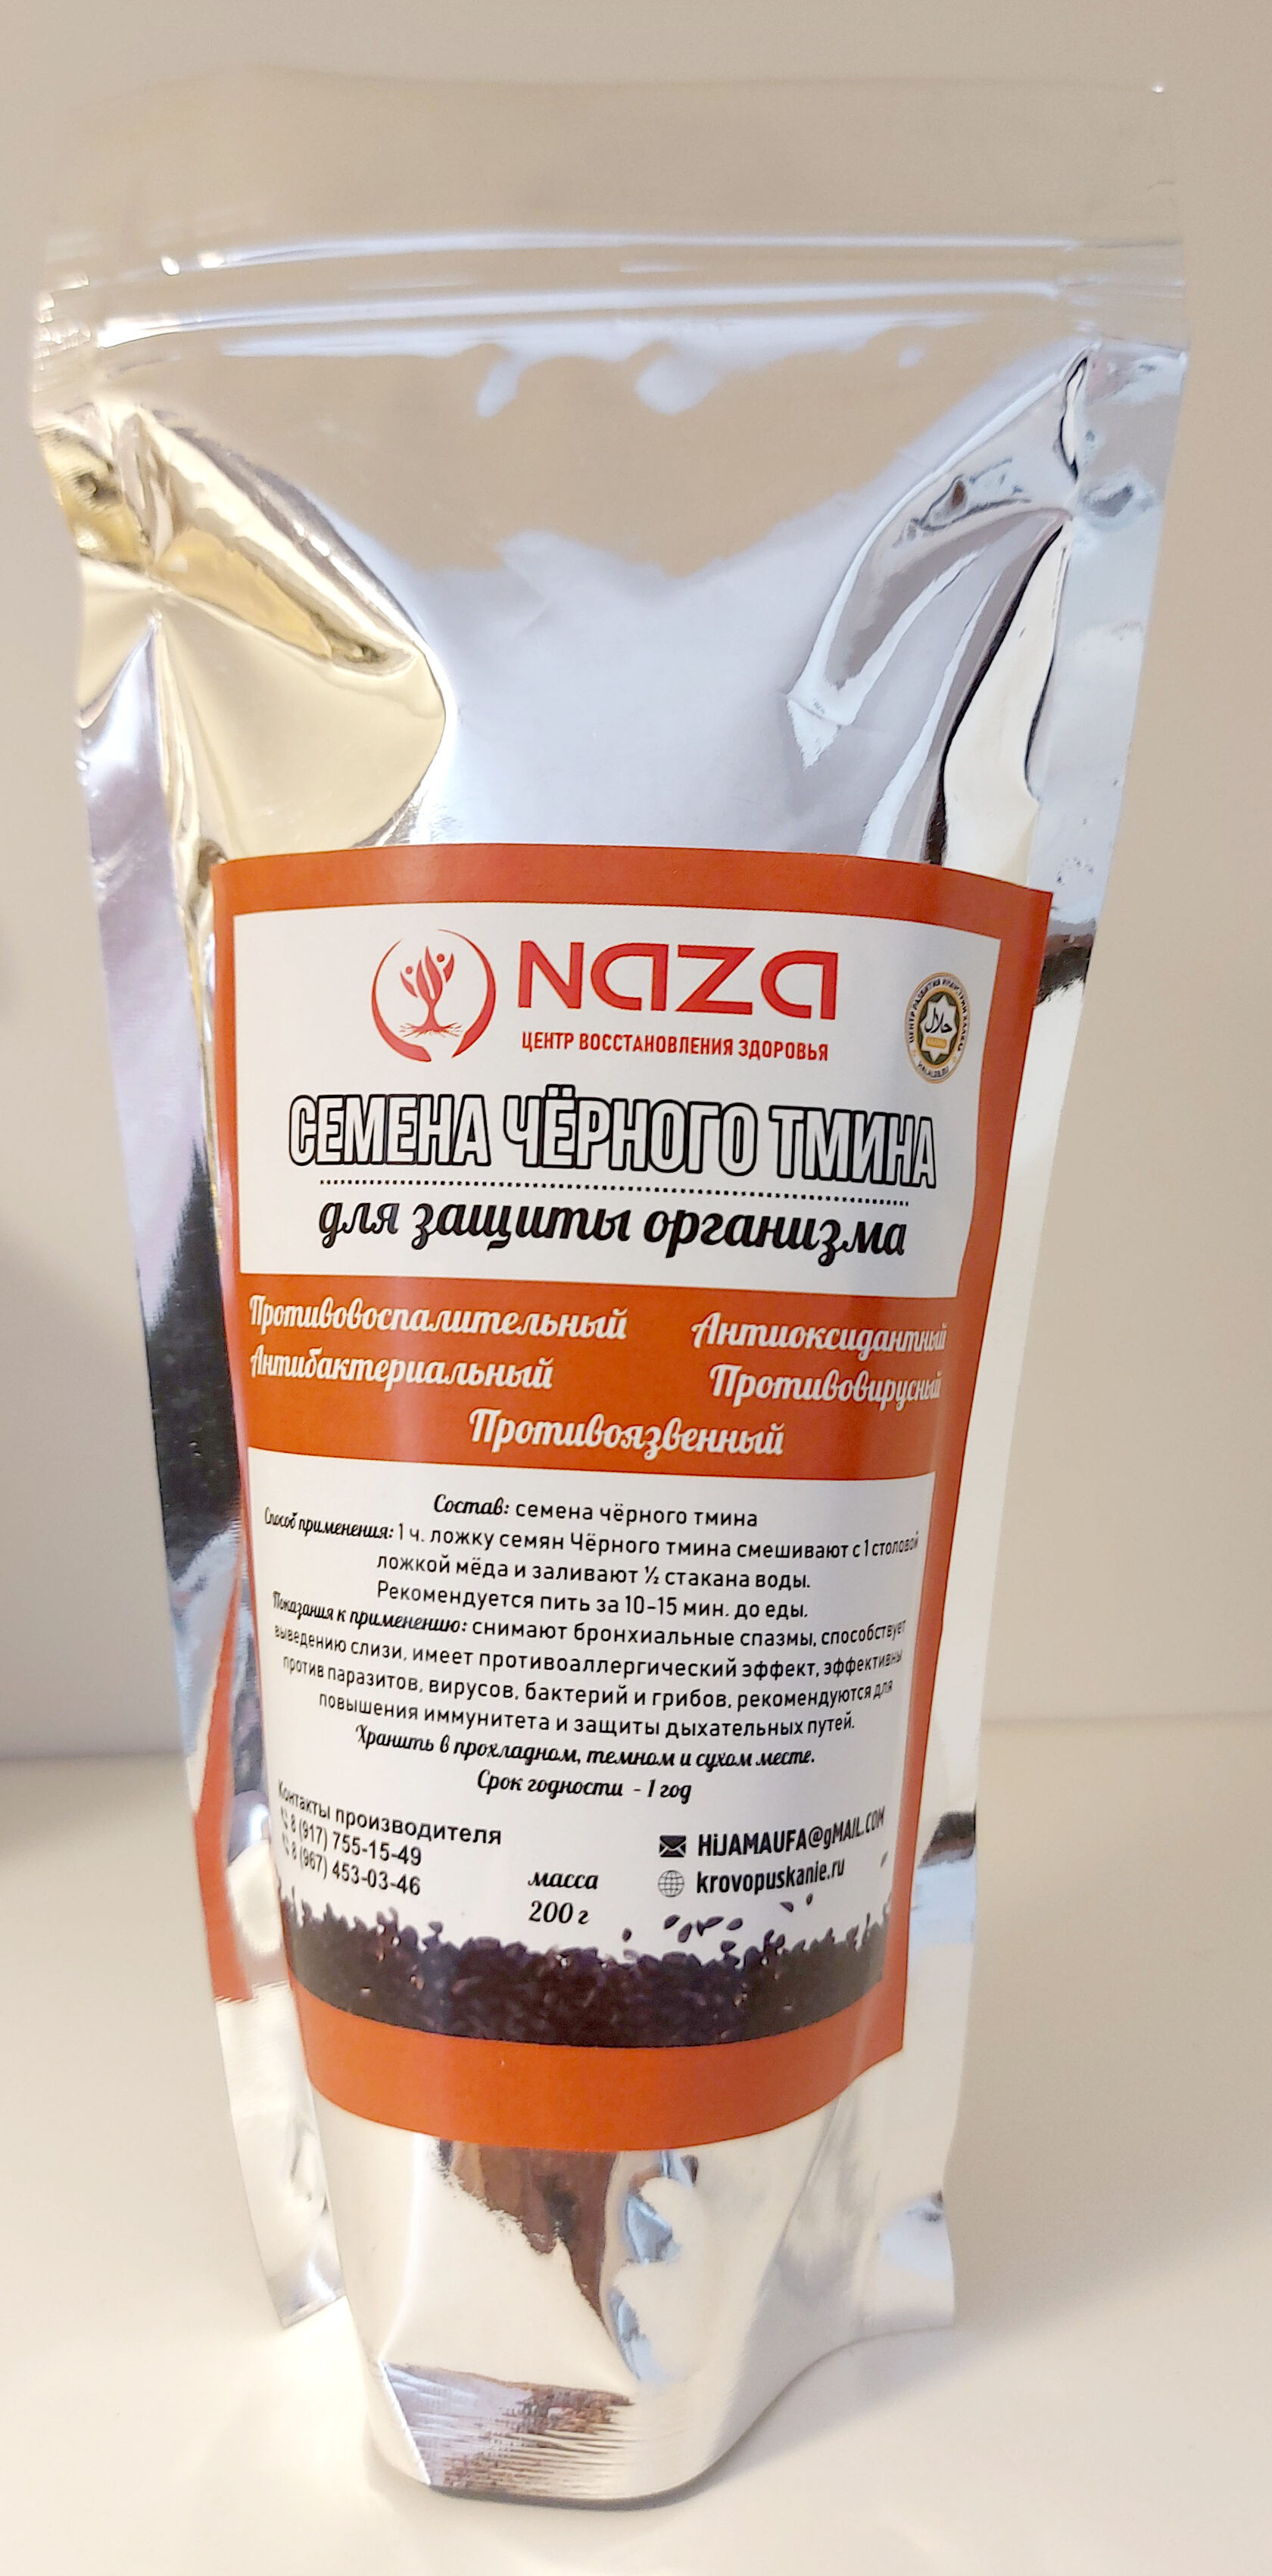 NAZA
ЦЕНТР ВОССТАНОВЛЕНИЯ ЗДОРОВЬЯ
ЦЕНТР РАЗВИТИЯ ИНДУСТРИИ ХАЛЯЛЬ
حلال
СЕМЕНА ЧЁРНОГО ТМИНА
для защиты организма
Противовоспалительный Антиоксидантный
Антибактериальный Противовирусный
Противоязвенный
Состав: семена чёрного тмина
Способ применения: 1 ч. ложку семян Чёрного тмина смешивают с 1 столовой
ложкой мёда и заливают ½ стакана воды.
Рекомендуется пить за 10-15 мин. до еды.
Показания к применению: снимают бронхиальные спазмы, способствует
выведению слизи, имеет противоаллергический эффект, эффективны
против паразитов, вирусов, бактерий и грибов, рекомендуются для
повышения иммунитета и защиты дыхательных путей.
Хранить в прохладном, темном и сухом месте.
Срок годности - 1 год
Контакты производителя
8 (917) 755-15-49
8 (967) 453-03-46
масса
200 г
HiJAMAUFA@gMAIL.COM
krovopuskanie.ru